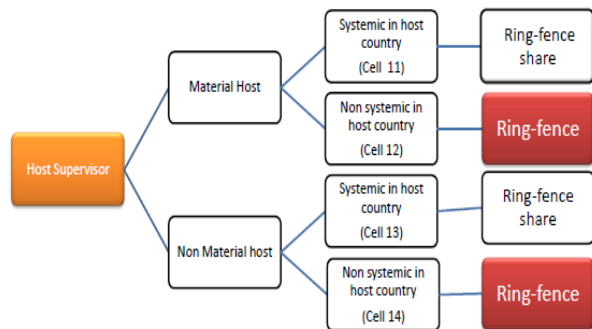 Host Supervisor
Material Host
Systemic in host
country
(Cell 11)
Ring-fence
share
Non systemic in
host country
(Cell 12)
Ring-fence
Non Material host
Systemic in host
country
(Cell 13)
Ring-fence
share
Non systemic in host
country
(Cell 14)
Ring-fence